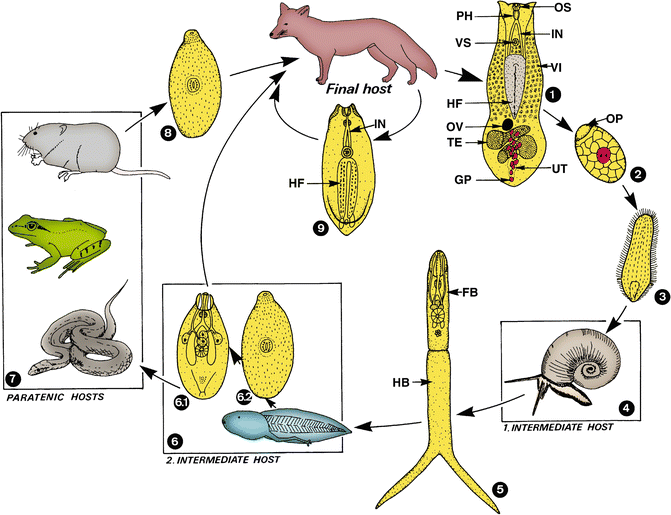 OS
PH
IN
VS
VI
HF
1
OV
TE
UT
GP
OP
2
3
4
1. INTERMEDIATE HOST
FB
HB
5
6.1
6.2
6
2. INTERMEDIATE HOST
7
PARATENIC HOSTS
8
Final host
IN
HF
9